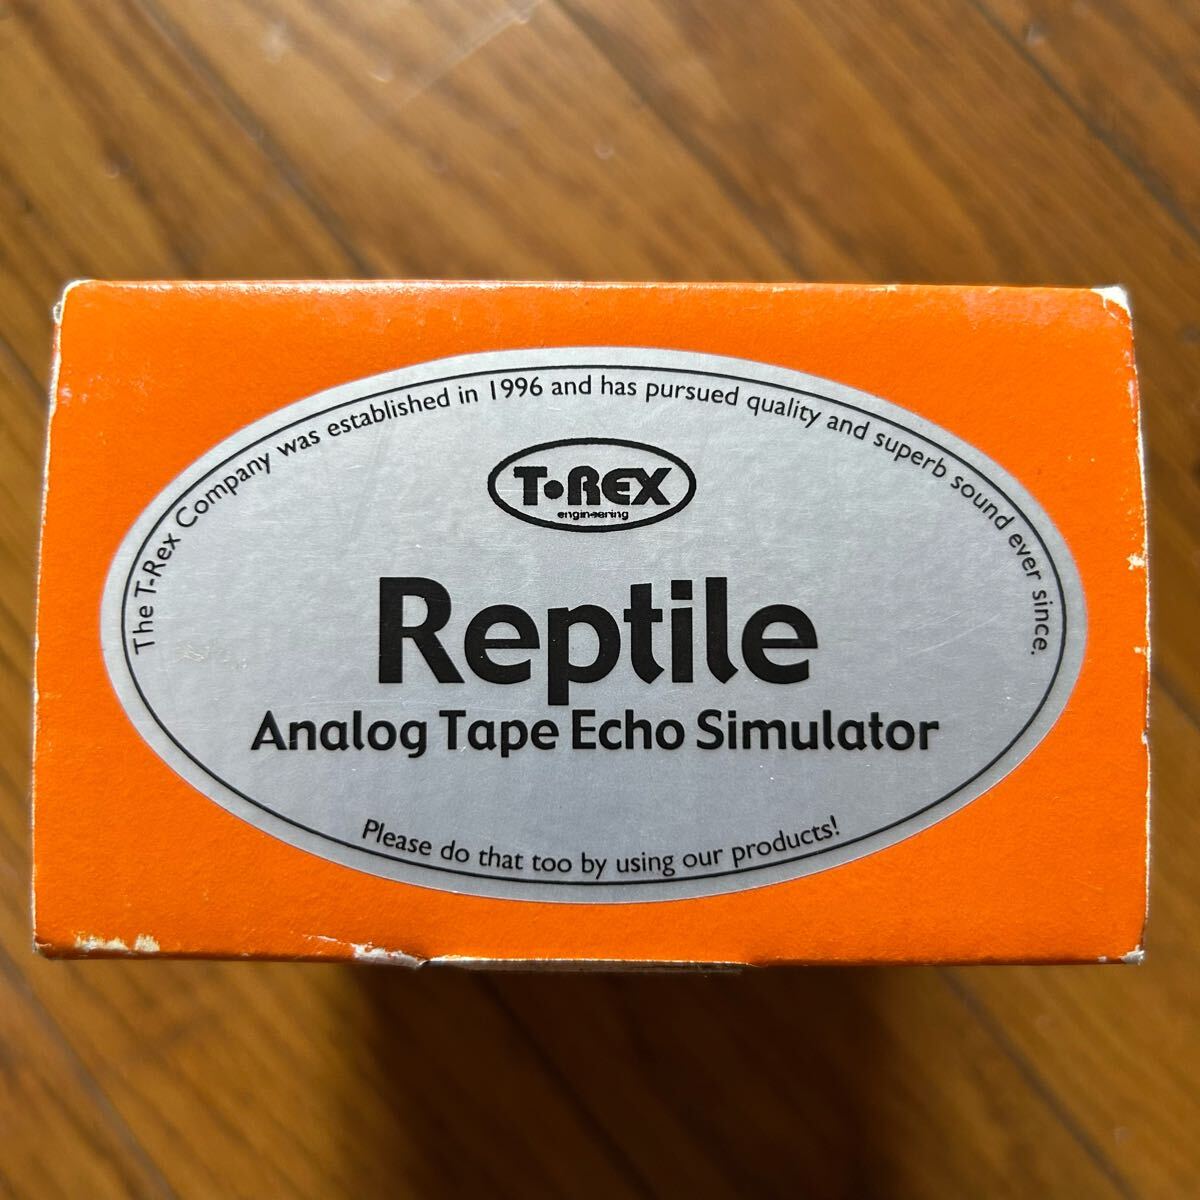 The T-Rex Company was established in 1996 and has pursued quality and superb sound ever since.
T•REX
engineering
Reptile
Analog Tape Echo Simulator
Please do that too by using our products!